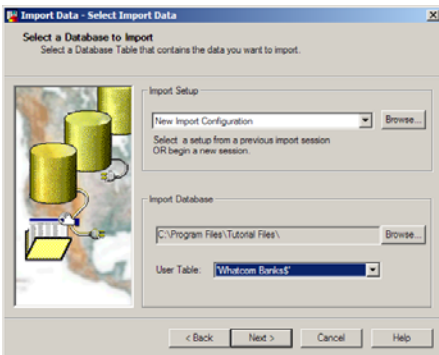 Import Data - Select Import Data
Select a Database to Import
Select a Database Table that contains the data you want to import.
Import Setup
New Import Configuration
Browse...
Select a setup from a previous import session
OR begin a new session.
Import Database
C:\Program Files\Tutorial Files\
Browse...
User Table:
'Whatcom Banks$'
< Back
Next >
Cancel
Help